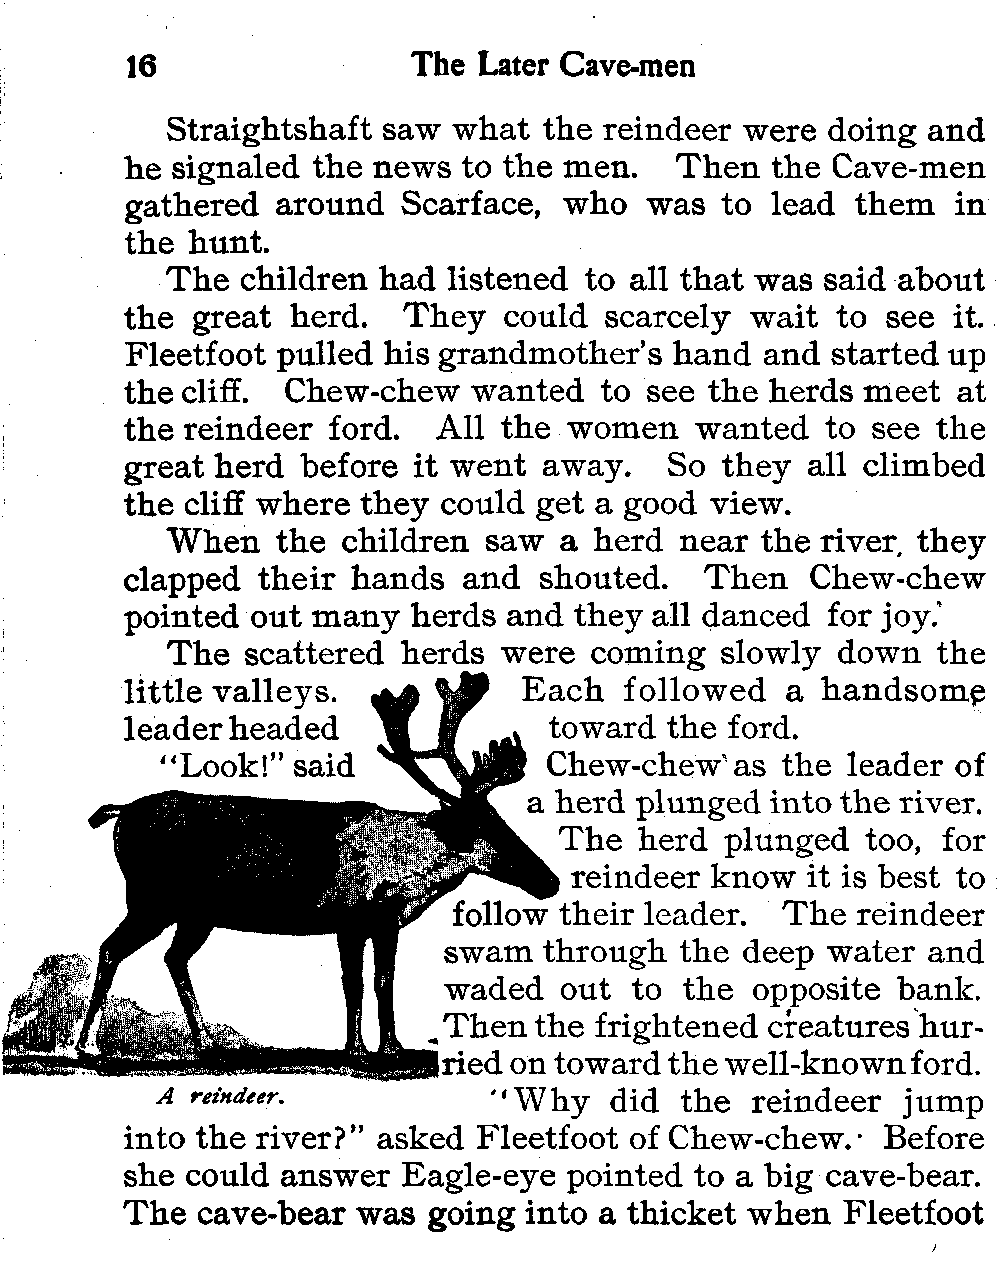 16 The Later Cave-men
Straightshaft saw what the reindeer were doing and
he signaled the news to the men. Then the Cave-men
gathered around Scarface, who was to lead them in
the hunt.
The children had listened to all that was said about
the great herd. They could scarcely wait to see it.
Fleetfoot pulled his grandmother's hand and started up
the cliff. Chew-chew wanted to see the herds meet at
the reindeer ford. All the women wanted to see the
great herd before it went away. So they all climbed
the cliff where they could get a good view.
When the children saw a herd near the river, they
clapped their hands and shouted. Then Chew-chew
pointed out many herds and they all danced for joy.
The scattered herds were coming slowly down the
little valleys. Each followed a handsome
leader headed toward the ford.
"Look!" said Chew-chew as the leader of
a herd plunged into the river.
The herd plunged too, for
reindeer know it is best to
follow their leader. The reindeer
swam through the deep water and
waded out to the opposite bank.
Then the frightened creatures hur-
ried on toward the well-known ford.
A reindeer.
"Why did the reindeer jump
into the river?" asked Fleetfoot of Chew-chew. Before
she could answer Eagle-eye pointed to a big cave-bear.
The cave-bear was going into a thicket when Fleetfoot